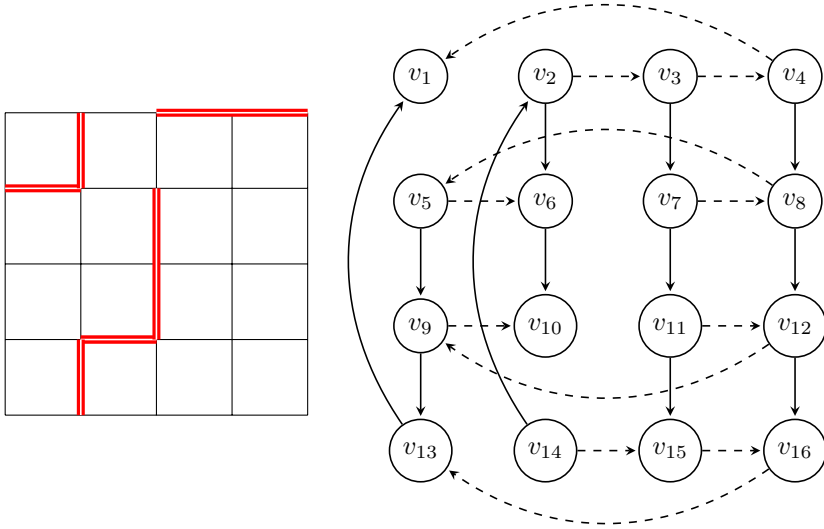 v₁ v₂ v₃ v₄
v₅ v₆ v₇ v₈
v₉ v₁₀ v₁₁ v₁₂
v₁₃ v₁₄ v₁₅ v₁₆